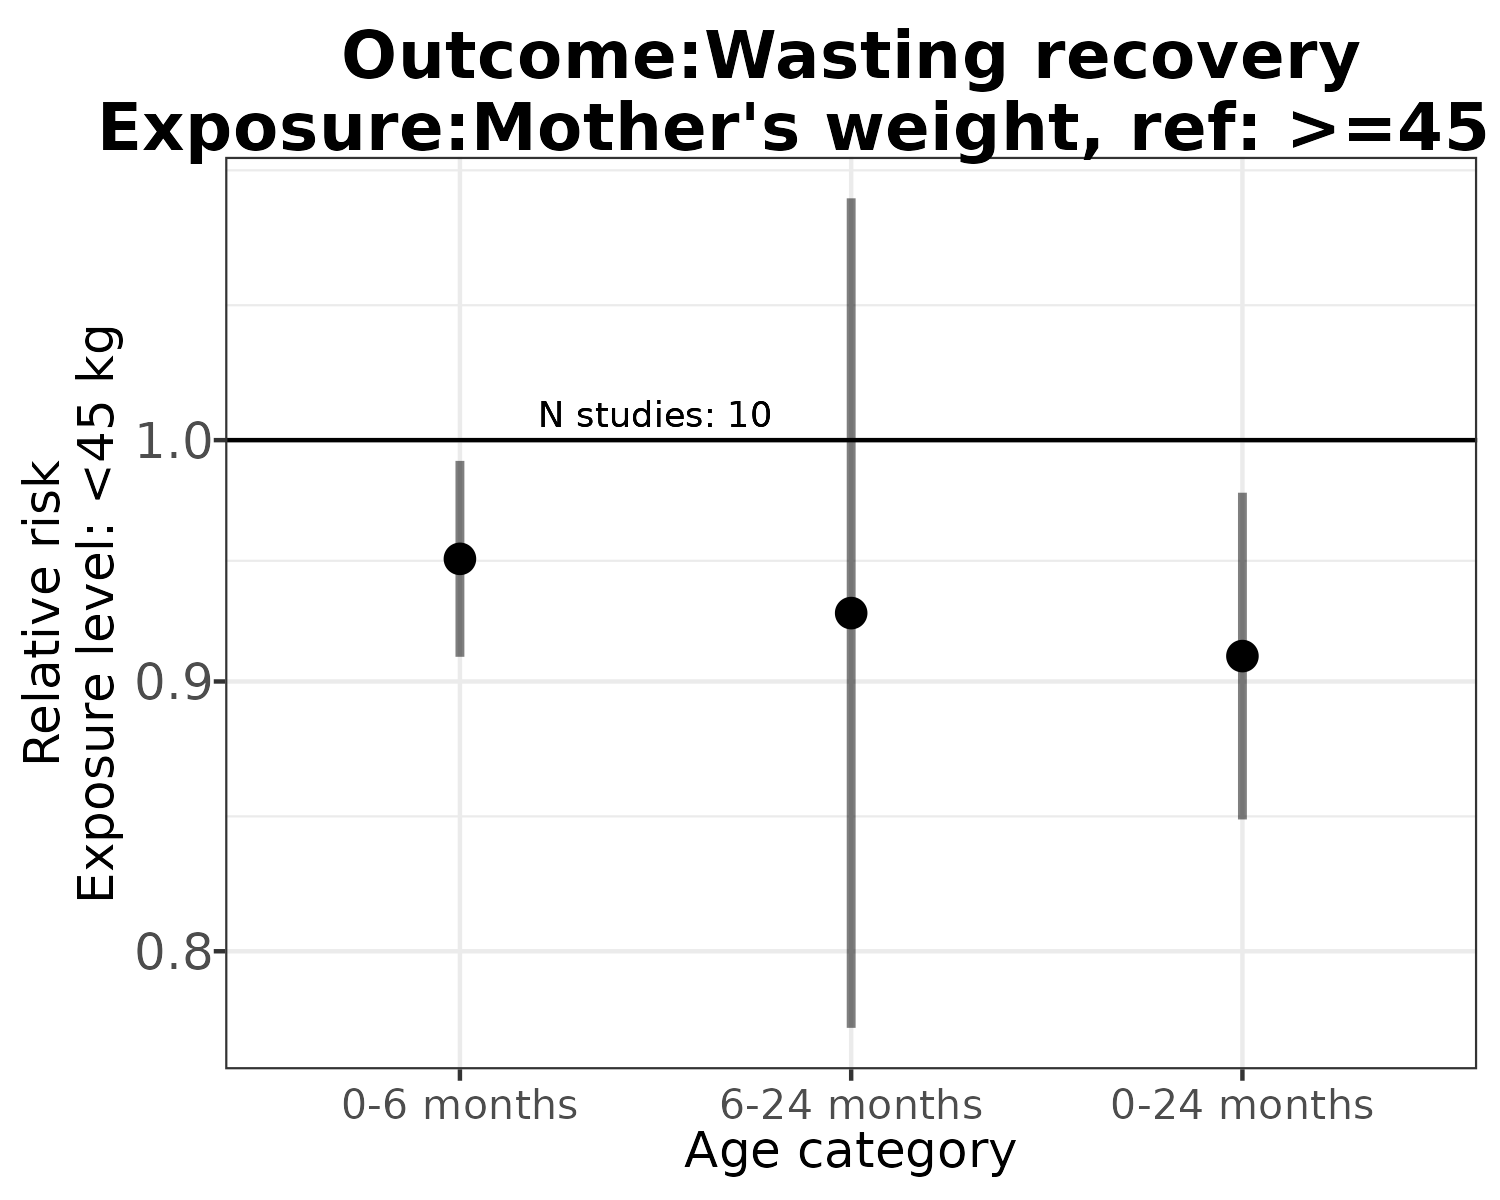 Outcome:Wasting recovery
Exposure:Mother's weight, ref: >=45
Relative risk
Exposure level: <45 kg
N studies: 10
1.0
0.9
0.8
0-6 months
6-24 months
0-24 months
Age category